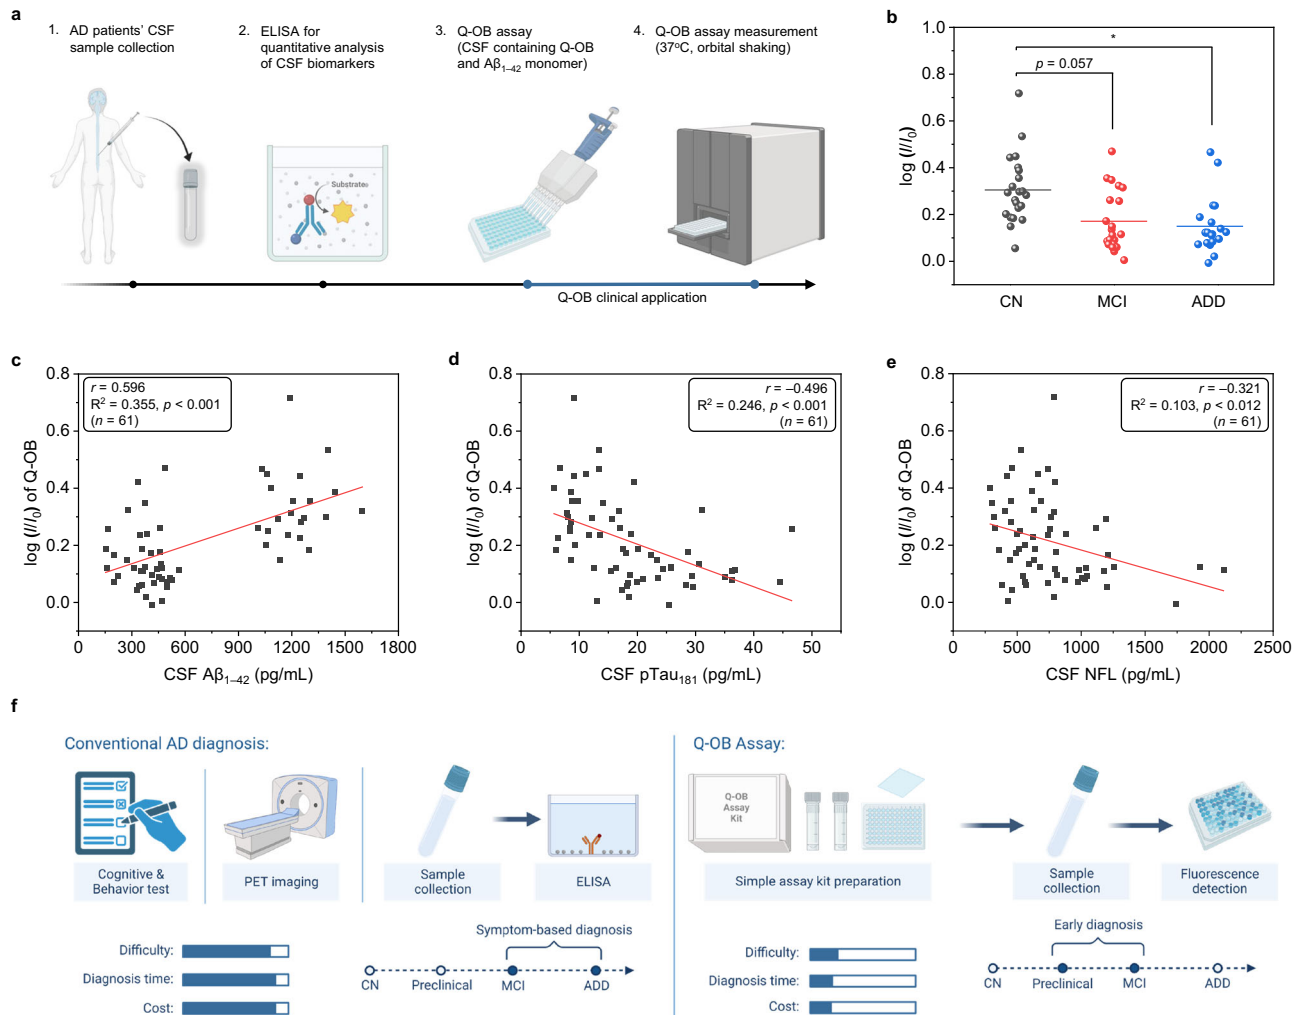 a
1. AD patients' CSF
sample collection
2. ELISA for
quantitative analysis
of CSF biomarkers
3. Q-OB assay
(CSF containing Q-OB
and Aβ1–42 monomer)
4. Q-OB assay measurement
(37°C, orbital shaking)
Substrate
Q-OB clinical application
b
1.0
0.8
0.6
0.4
0.2
0.0
log (I/I0)
*
p = 0.057
CN
MCI
ADD
c
0.8
0.6
0.4
0.2
0.0
log (I/I0) of Q-OB
r = 0.596
R2 = 0.355, p < 0.001
(n = 61)
0
300
600
900
1200
1500
1800
CSF Aβ1–42 (pg/mL)
d
0.8
0.6
0.4
0.2
0.0
log (I/I0) of Q-OB
r = –0.496
R2 = 0.246, p < 0.001
(n = 61)
0
10
20
30
40
50
CSF pTau181 (pg/mL)
e
0.8
0.6
0.4
0.2
0.0
log (I/I0) of Q-OB
r = –0.321
R2 = 0.103, p < 0.012
(n = 61)
0
500
1000
1500
2000
2500
CSF NFL (pg/mL)
f
Conventional AD diagnosis:
Cognitive &
Behavior test
PET imaging
Sample
collection
ELISA
Difficulty:
Diagnosis time:
Cost:
Symptom-based diagnosis
CN
Preclinical
MCI
ADD
Q-OB Assay:
Q-OB
Assay
Kit
Simple assay kit preparation
Sample
collection
Fluorescence
detection
Difficulty:
Diagnosis time:
Cost:
Early diagnosis
CN
Preclinical
MCI
ADD